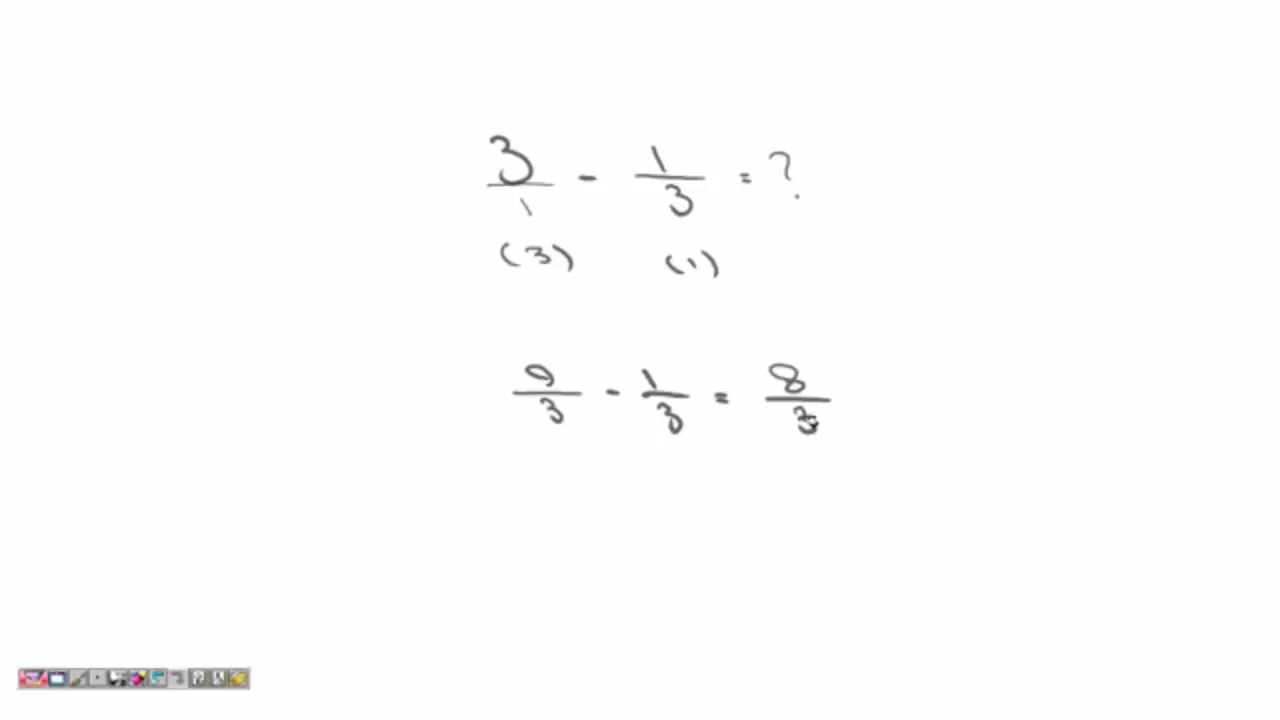 3/1 - 1/3 = ?
(3) (1)
9/3 - 1/3 = 8/3